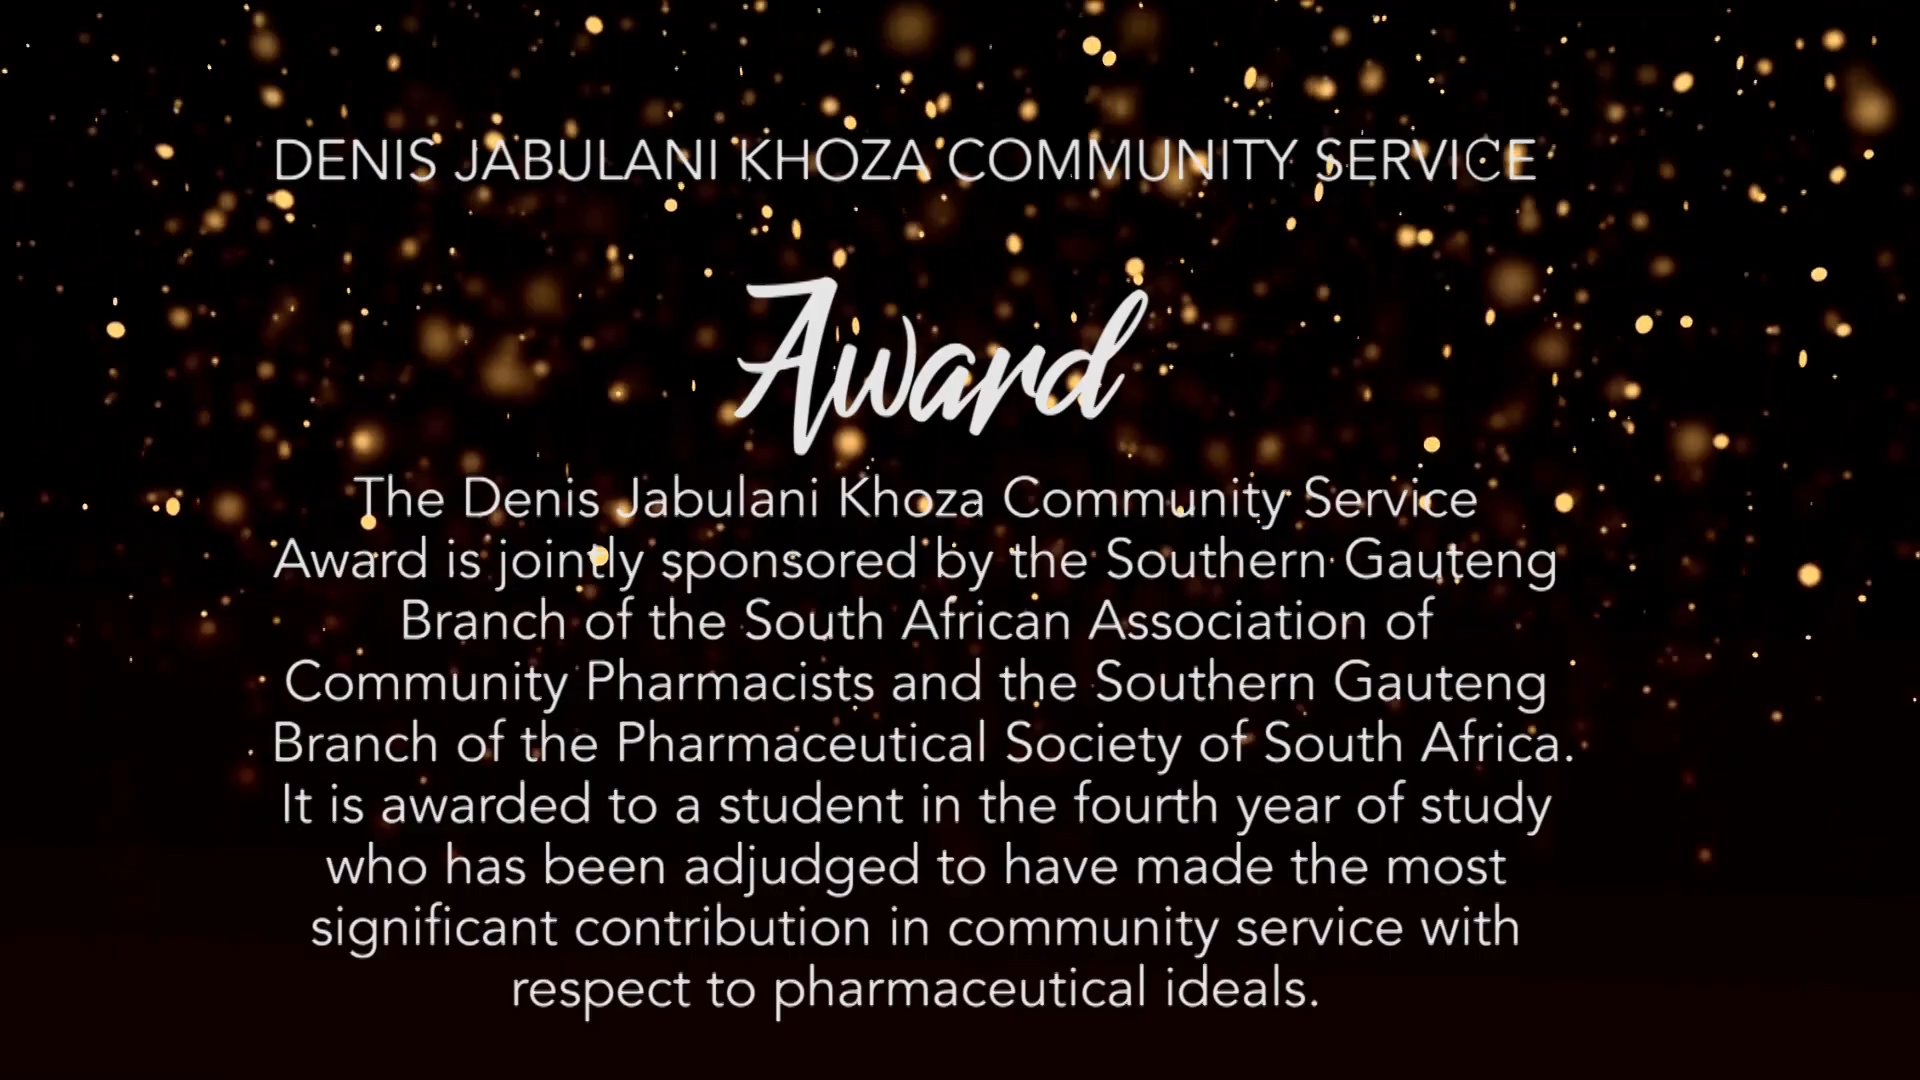 DENIS JABULANI KHOZA COMMUNITY SERVICE
Award
The Denis Jabulani Khoza Community Service
Award is jointly sponsored by the Southern Gauteng
Branch of the South African Association of
Community Pharmacists and the Southern Gauteng
Branch of the Pharmaceutical Society of South Africa.
It is awarded to a student in the fourth year of study
who has been adjudged to have made the most
significant contribution in community service with
respect to pharmaceutical ideals.